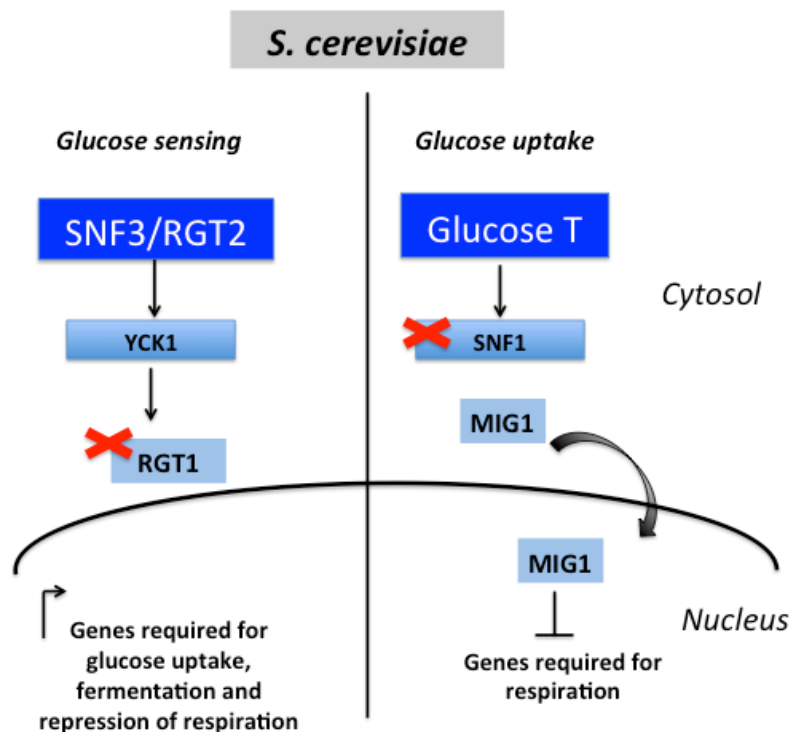 S. cerevisiae
Glucose sensing
SNF3/RGT2
YCK1
RGT1
Genes required for
glucose uptake,
fermentation and
repression of respiration
Glucose uptake
Glucose T
SNF1
MIG1
MIG1
Genes required for
respiration
Cytosol
Nucleus